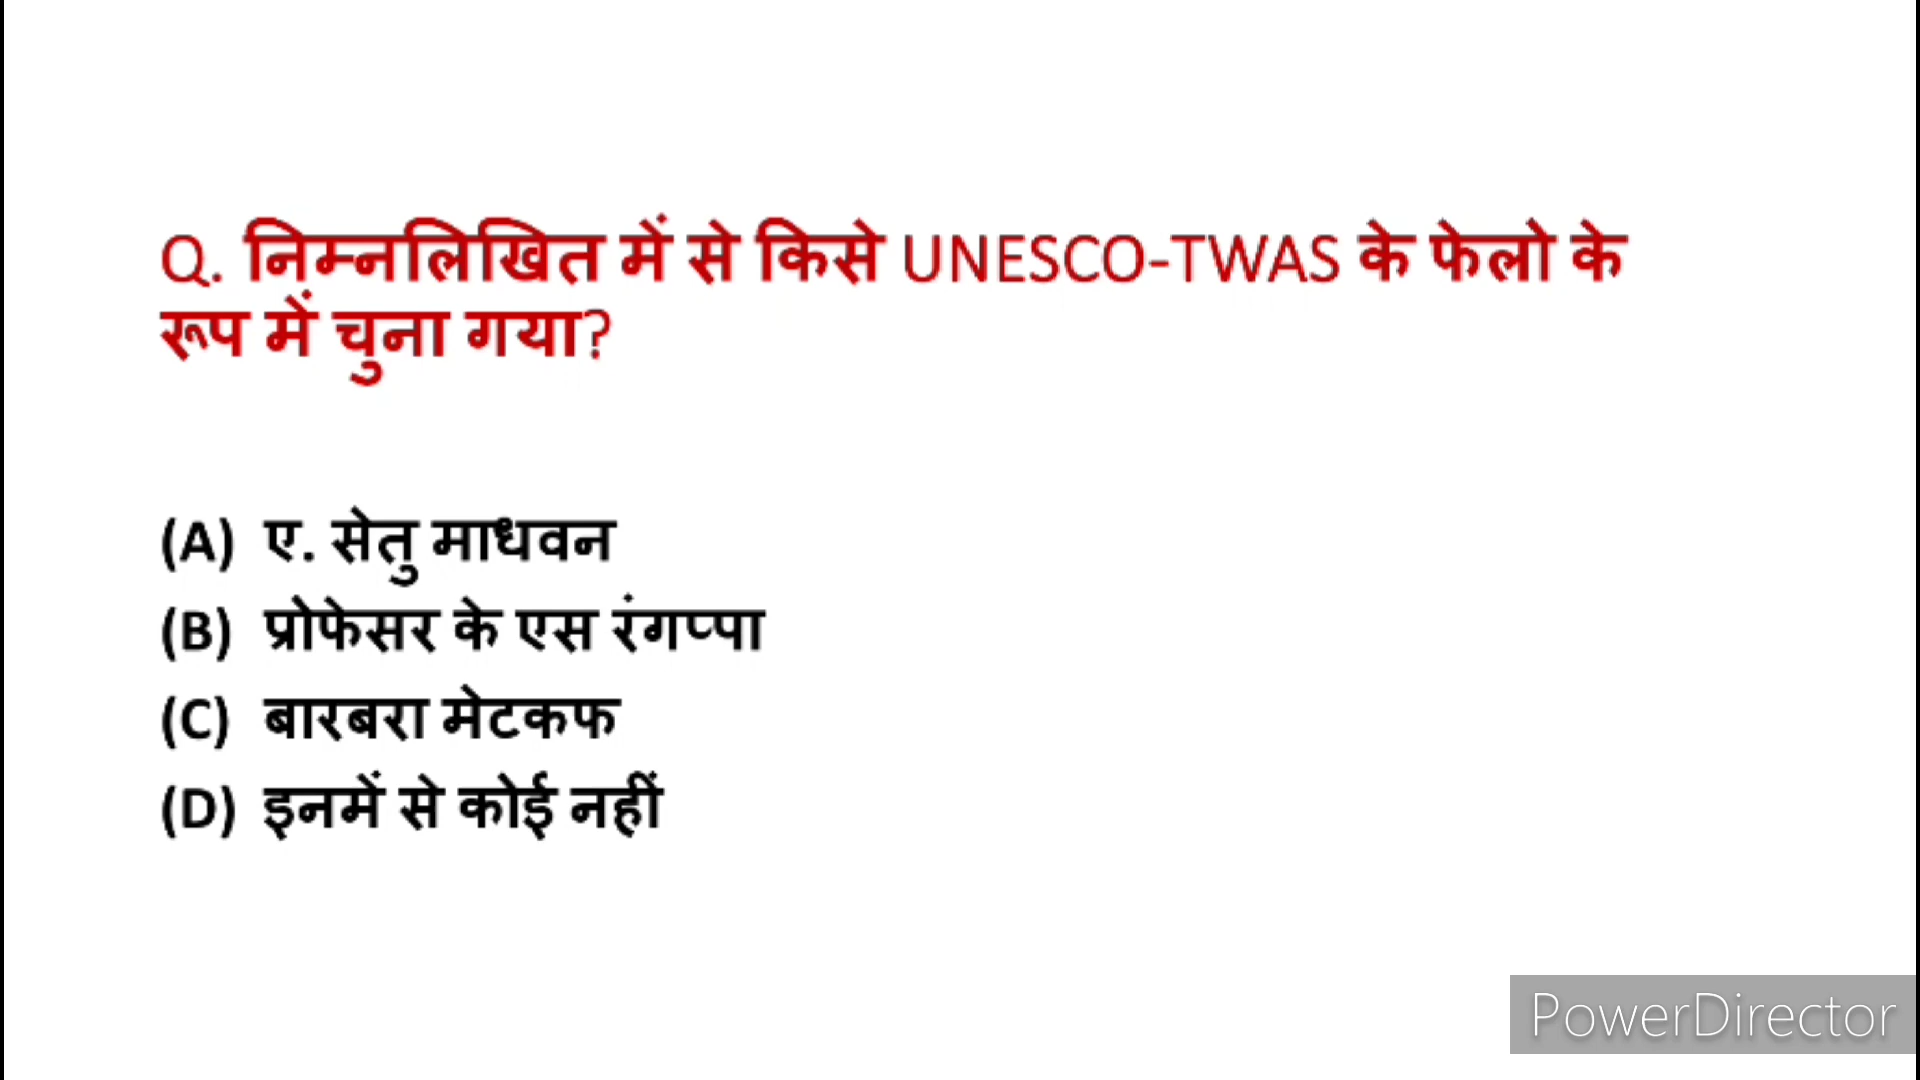 Q. निम्नलिखित में से किसे UNESCO-TWAS के फेलो के
रूप में चुना गया?
(A) ए. सेतु माधवन
(B) प्रोफेसर के एस रंगप्पा
(C) बारबरा मेटकफ
(D) इनमें से कोई नहीं
PowerDirector